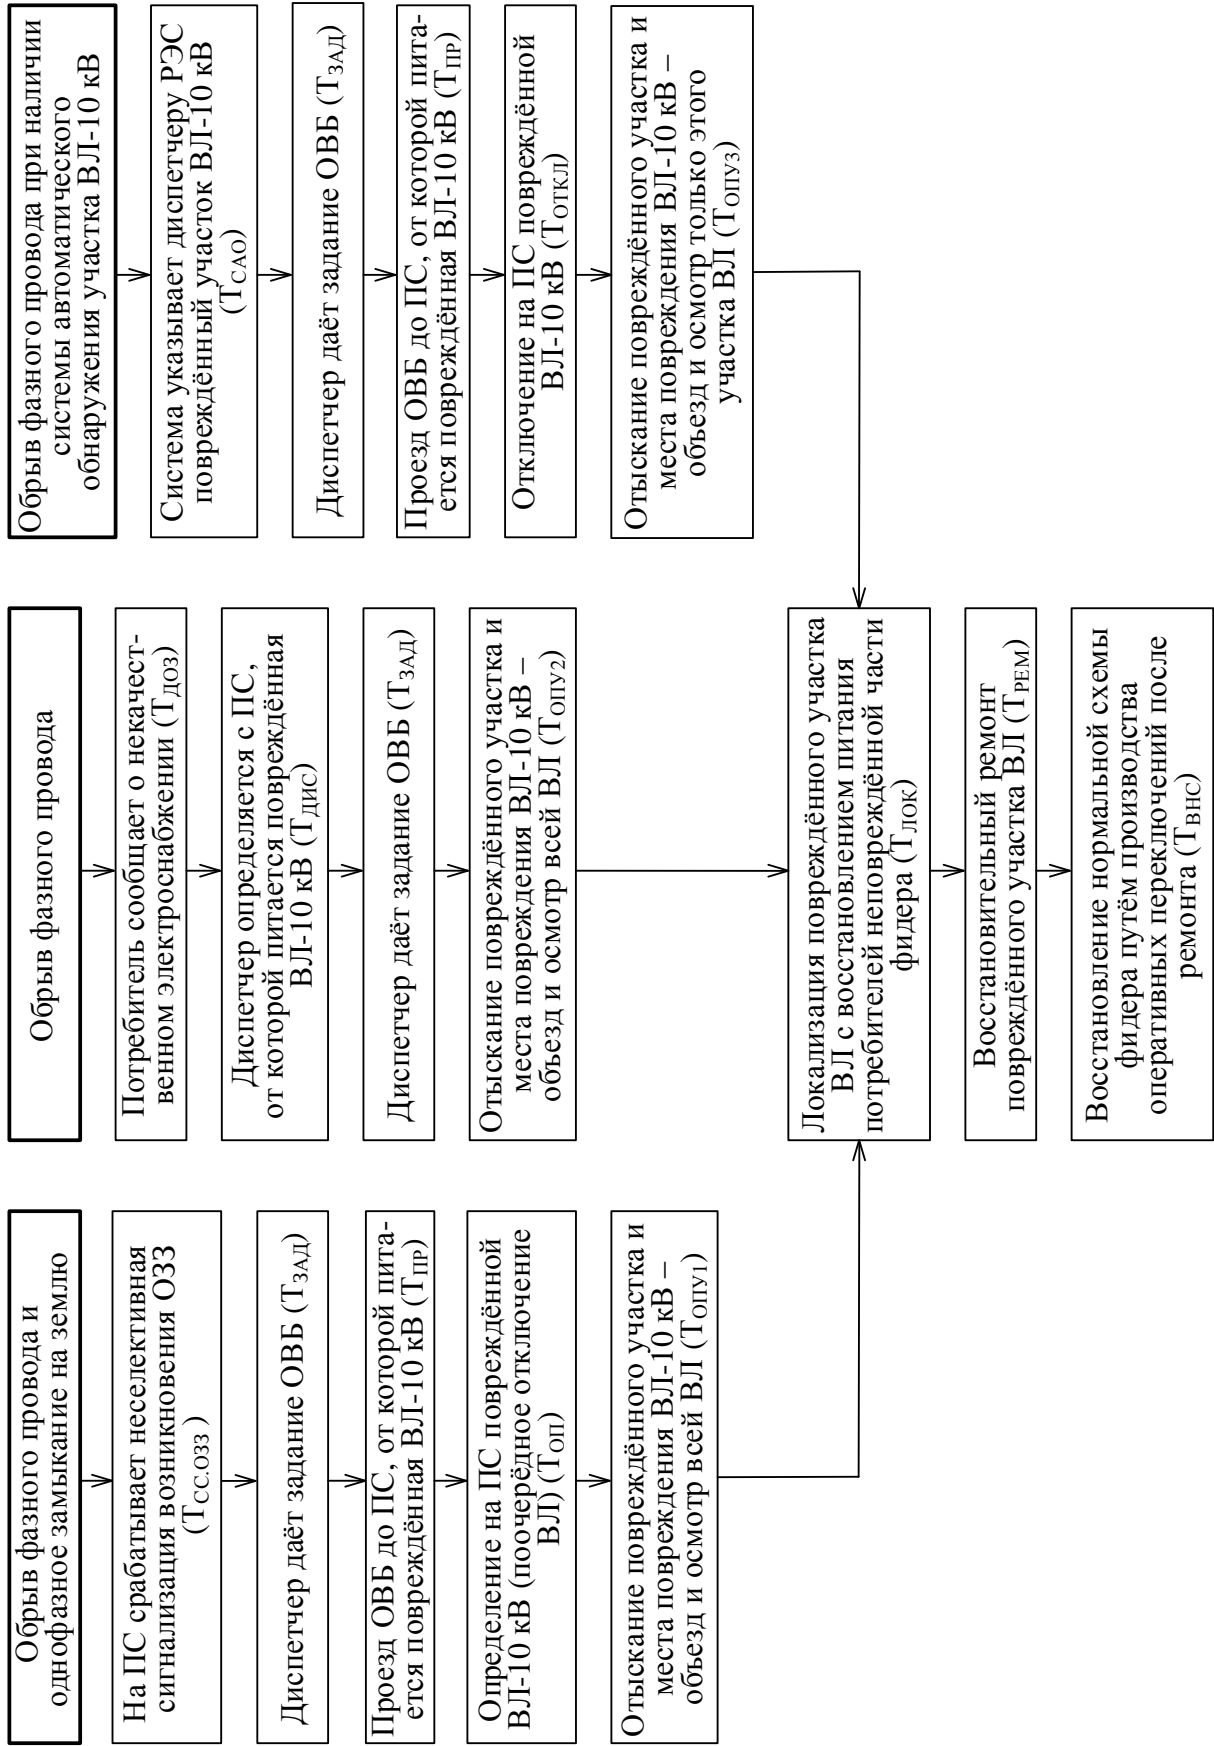 Обрыв фазного провода и
однофазное замыкание на землю
На ПС срабатывает неселективная
сигнализация возникновения ОЗЗ
(ТСС.ОЗЗ )
Диспетчер даёт задание ОВБ (ТЗАД)
Проезд ОВБ до ПС, от которой пита-
ется повреждённая ВЛ-10 кВ (ТПР)
Определение на ПС повреждённой
ВЛ-10 кВ (поочерёдное отключение
ВЛ) (ТОП)
Отыскание повреждённого участка и
места повреждения ВЛ-10 кВ –
объезд и осмотр всей ВЛ (ТОПУ1)
Обрыв фазного провода
Потребитель сообщает о некачест-
венном электроснабжении (ТДОЗ)
Диспетчер определяется с ПС,
от которой питается повреждённая
ВЛ-10 кВ (ТДИС)
Диспетчер даёт задание ОВБ (ТЗАД)
Отыскание повреждённого участка и
места повреждения ВЛ-10 кВ –
объезд и осмотр всей ВЛ (ТОПУ2)
Обрыв фазного провода при наличии
системы автоматического
обнаружения участка ВЛ-10 кВ
Система указывает диспетчеру РЭС
повреждённый участок ВЛ-10 кВ
(ТСАО)
Диспетчер даёт задание ОВБ (ТЗАД)
Проезд ОВБ до ПС, от которой пита-
ется повреждённая ВЛ-10 кВ (ТПР)
Отключение на ПС повреждённой
ВЛ-10 кВ (ТОТКЛ)
Отыскание повреждённого участка и
места повреждения ВЛ-10 кВ –
объезд и осмотр только этого
участка ВЛ (ТОПУ3)
Локализация повреждённого участка
ВЛ с восстановлением питания
потребителей неповреждённой части
фидера (ТЛОК)
Восстановительный ремонт
повреждённого участка ВЛ (ТРЕМ)
Восстановление нормальной схемы
фидера путём производства
оперативных переключений после
ремонта (ТВНС)